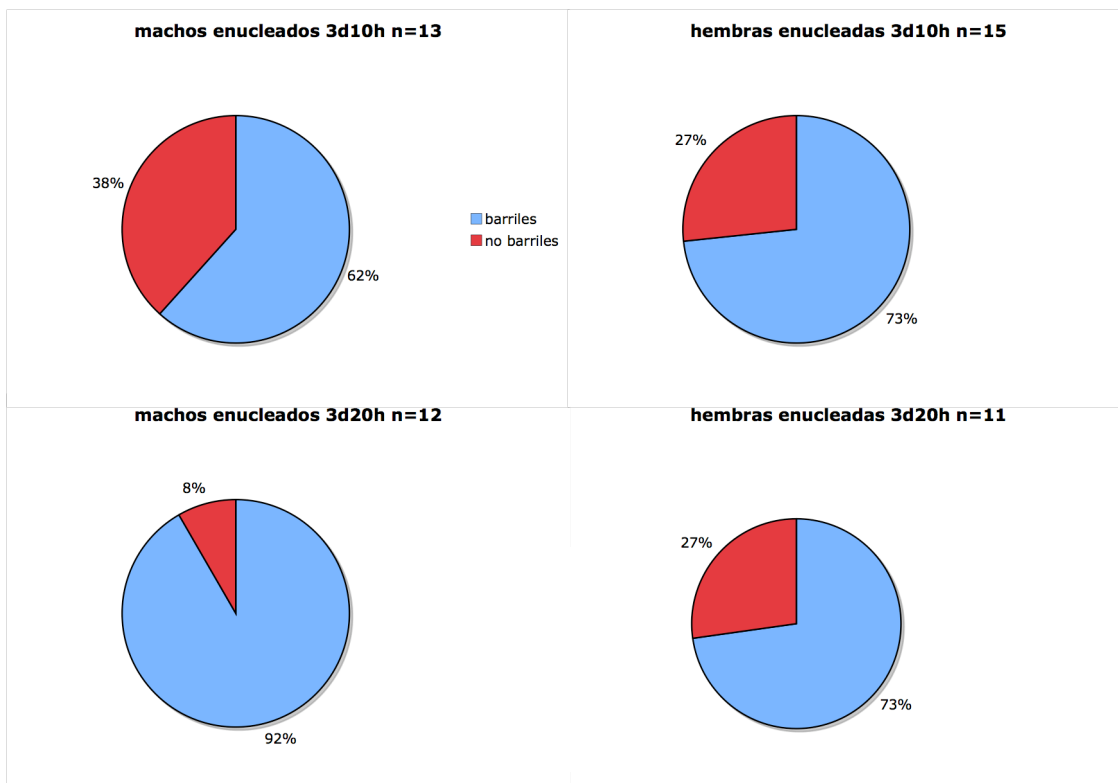 machos enucleados 3d10h n=13
38%
62%
barriles
no barriles
hembras enucleadas 3d10h n=15
27%
73%
machos enucleados 3d20h n=12
8%
92%
hembras enucleadas 3d20h n=11
27%
73%